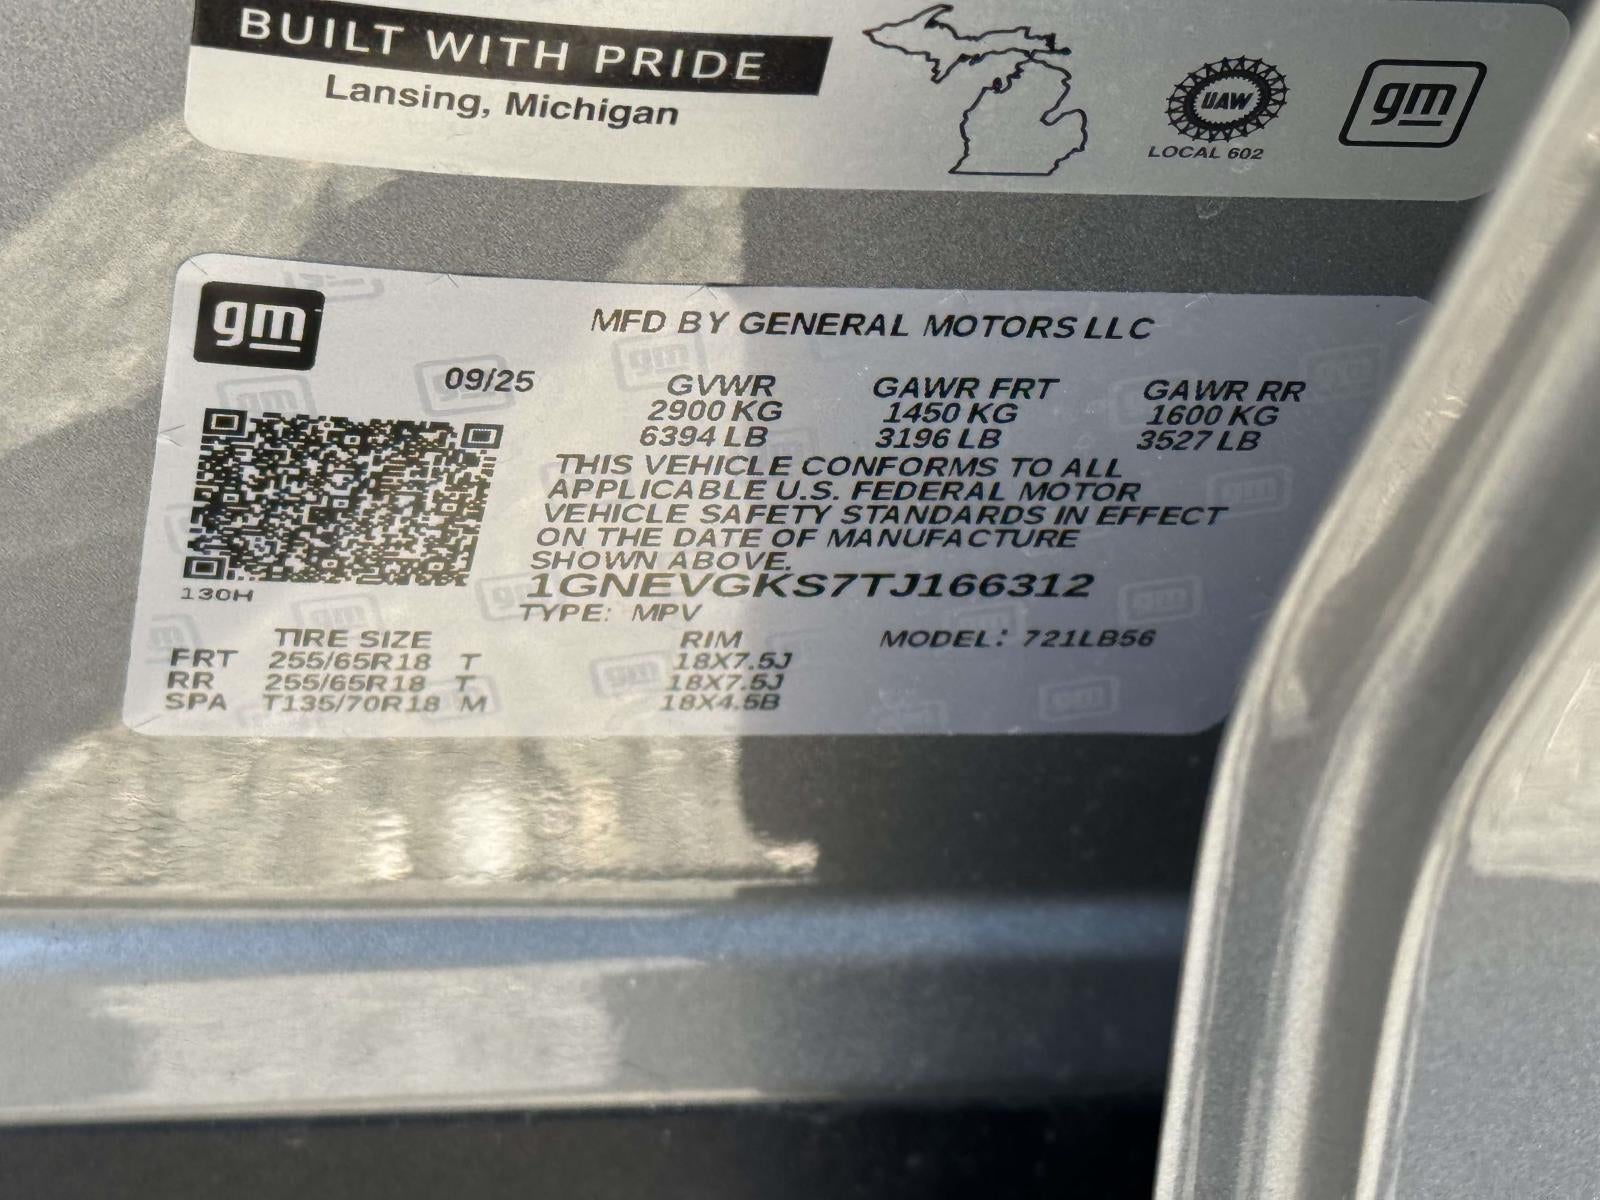 BUILT WITH PRIDE
Lansing, Michigan
UAW
LOCAL 602
gm
gm
MFD BY GENERAL MOTORS LLC
09/25
GVWR GAWR FRT GAWR RR
2900 KG 1450 KG 1600 KG
6394 LB 3196 LB 3527 LB
THIS VEHICLE CONFORMS TO ALL
APPLICABLE U.S. FEDERAL MOTOR
VEHICLE SAFETY STANDARDS IN EFFECT
ON THE DATE OF MANUFACTURE
SHOWN ABOVE.
1GNEVGKS7TJ166312
130H
TYPE: MPV
TIRE SIZE RIM MODEL: 721LB56
FRT 255/65R18 T 18X7.5J
RR 255/65R18 T 18X7.5J
SPA T135/70R18 M 18X4.5B